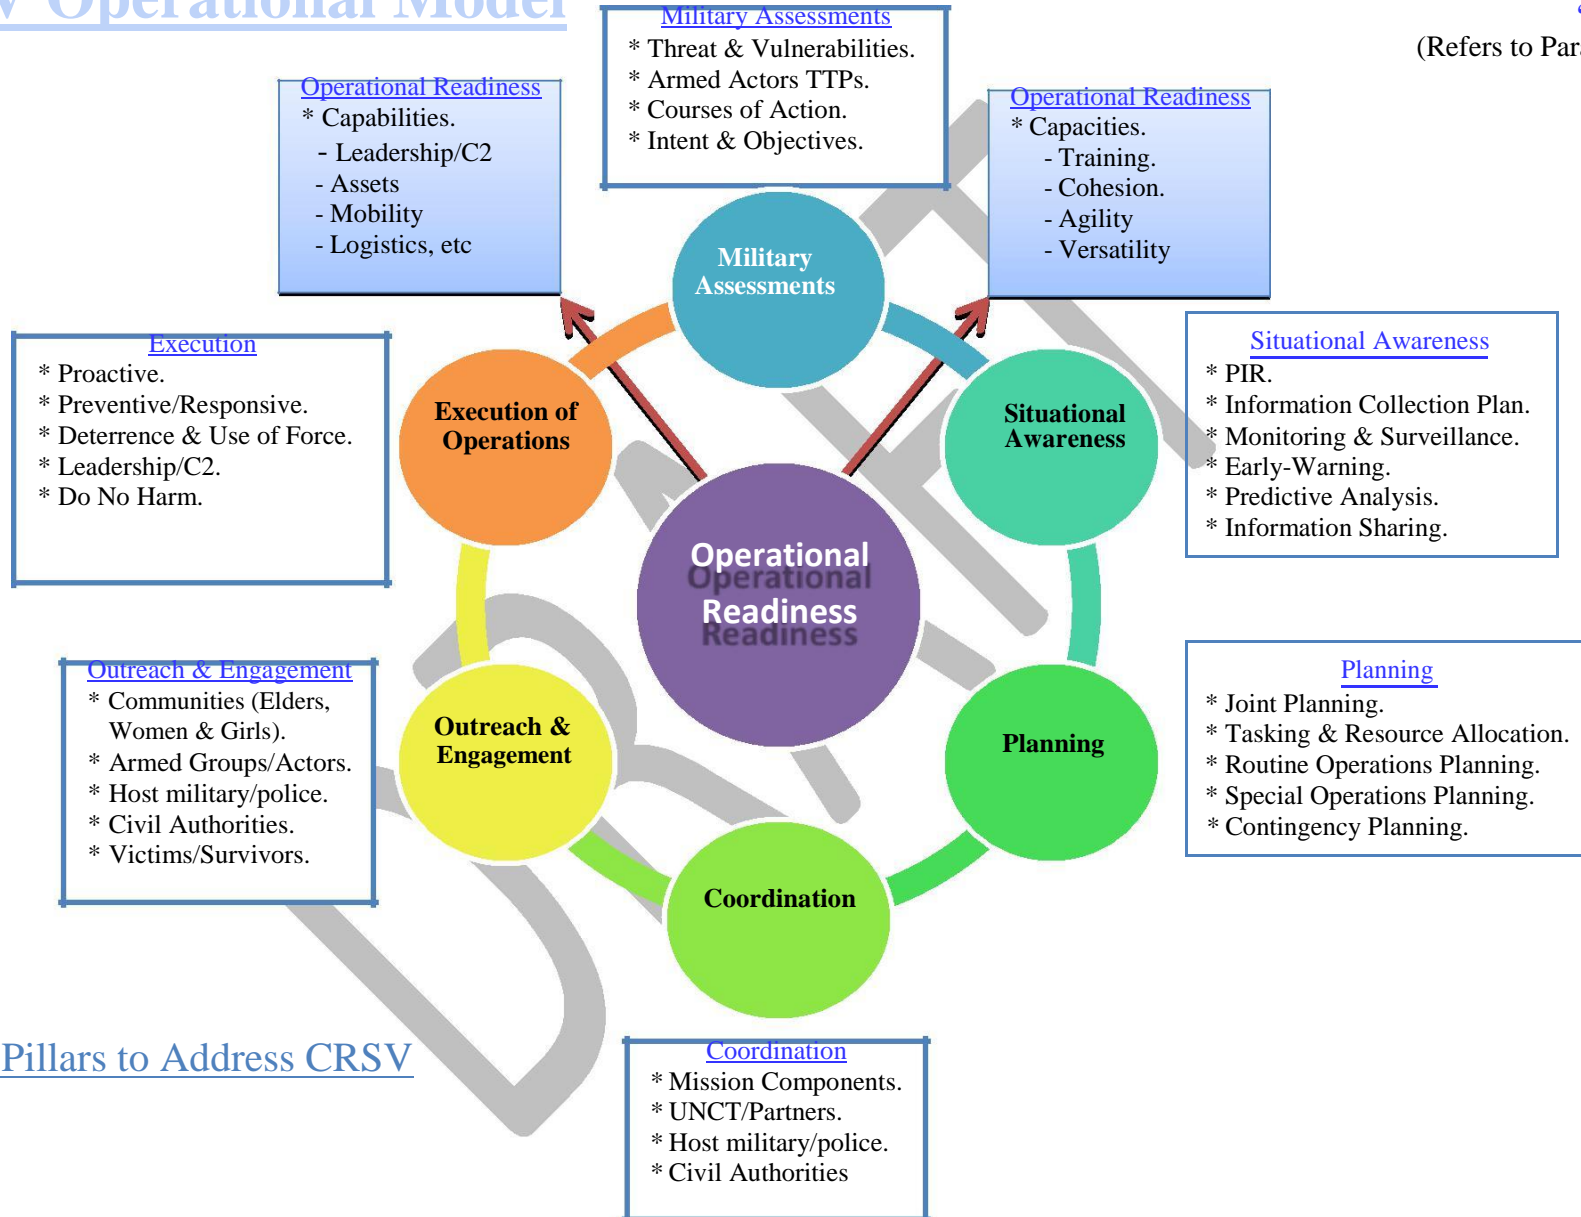 Operational Model
(Refers to
Military Assessments
* Threat & Vulnerabilities.
* Armed Actors TTPs.
* Courses of Action.
* Intent & Objectives.
Operational Readiness
* Capabilities.
- Leadership/C2
- Assets
- Mobility
- Logistics, etc
Operational Readiness
* Capacities.
- Training.
- Cohesion.
- Agility
- Versatility
Military
Assessments
Execution
* Proactive.
* Preventive/Responsive.
* Deterrence & Use of Force.
* Leadership/C2.
* Do No Harm.
Execution of
Operations
Situational
Awareness
Situational Awareness
* PIR.
* Information Collection Plan.
* Monitoring & Surveillance.
* Early-Warning.
* Predictive Analysis.
* Information Sharing.
Operational
Readiness
Outreach & Engagement
* Communities (Elders,
Women & Girls).
* Armed Groups/Actors.
* Host military/police.
* Civil Authorities.
* Victims/Survivors.
Outreach &
Engagement
Planning
Planning
* Joint Planning.
* Tasking & Resource Allocation.
* Routine Operations Planning.
* Special Operations Planning.
* Contingency Planning.
Coordination
Pillars to Address CRSV
Coordination
* Mission Components.
* UNCT/Partners.
* Host military/police.
* Civil Authorities
DRAFT